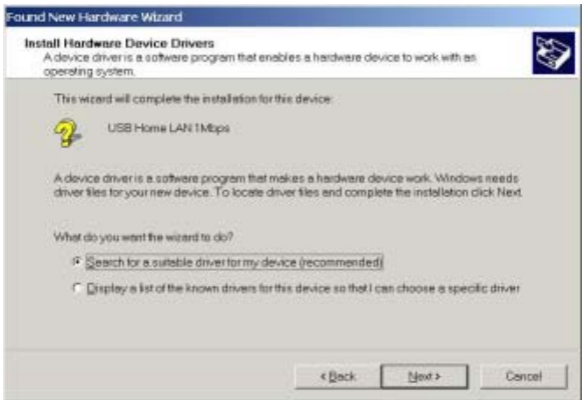 Found New Hardware Wizard
Install Hardware Device Drivers
A device driver is a software program that enables a hardware device to work with an
operating system.
This wizard will complete the installation for this device:
USB Home LAN 1Mbps
A device driver is a software program that makes a hardware device work. Windows needs
driver files for your new device. To locate driver files and complete the installation click Next.
What do you want the wizard to do?
Search for a suitable driver for my device (recommended)
Display a list of the known drivers for this device so that I can choose a specific driver
< Back Next > Cancel